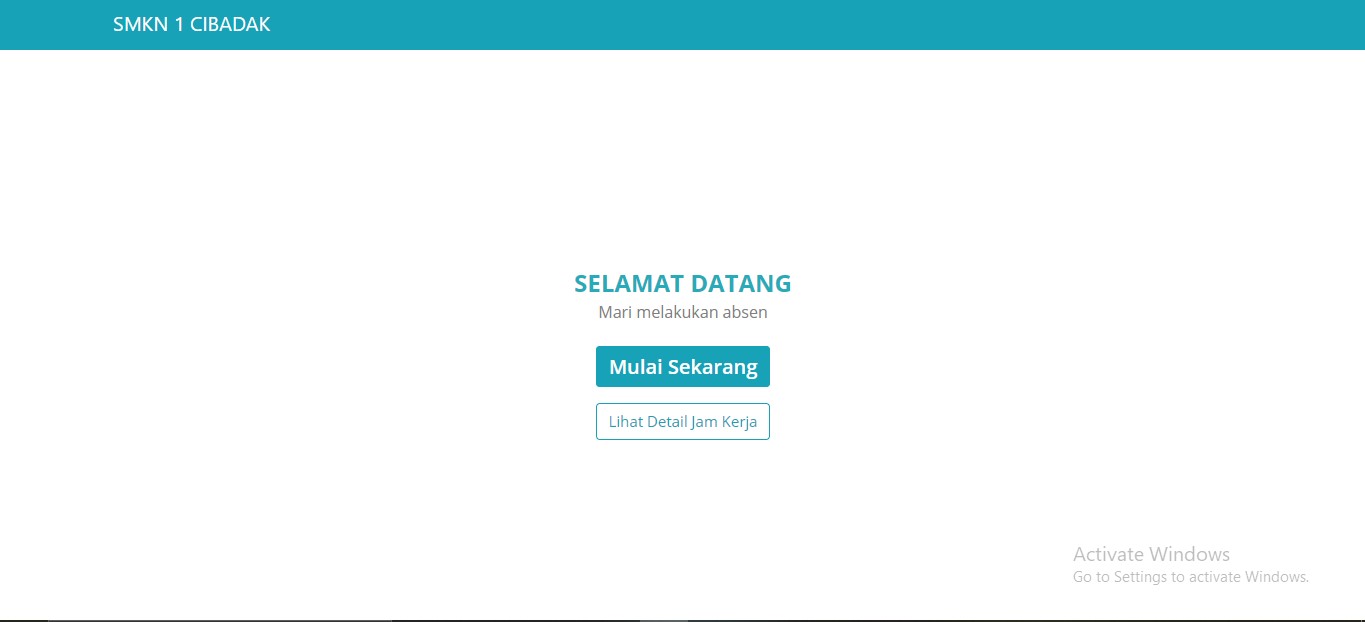 SMKN 1 CIBADAK
SELAMAT DATANG
Mari melakukan absen
Mulai Sekarang
Lihat Detail Jam Kerja
Activate Windows
Go to Settings to activate Windows.